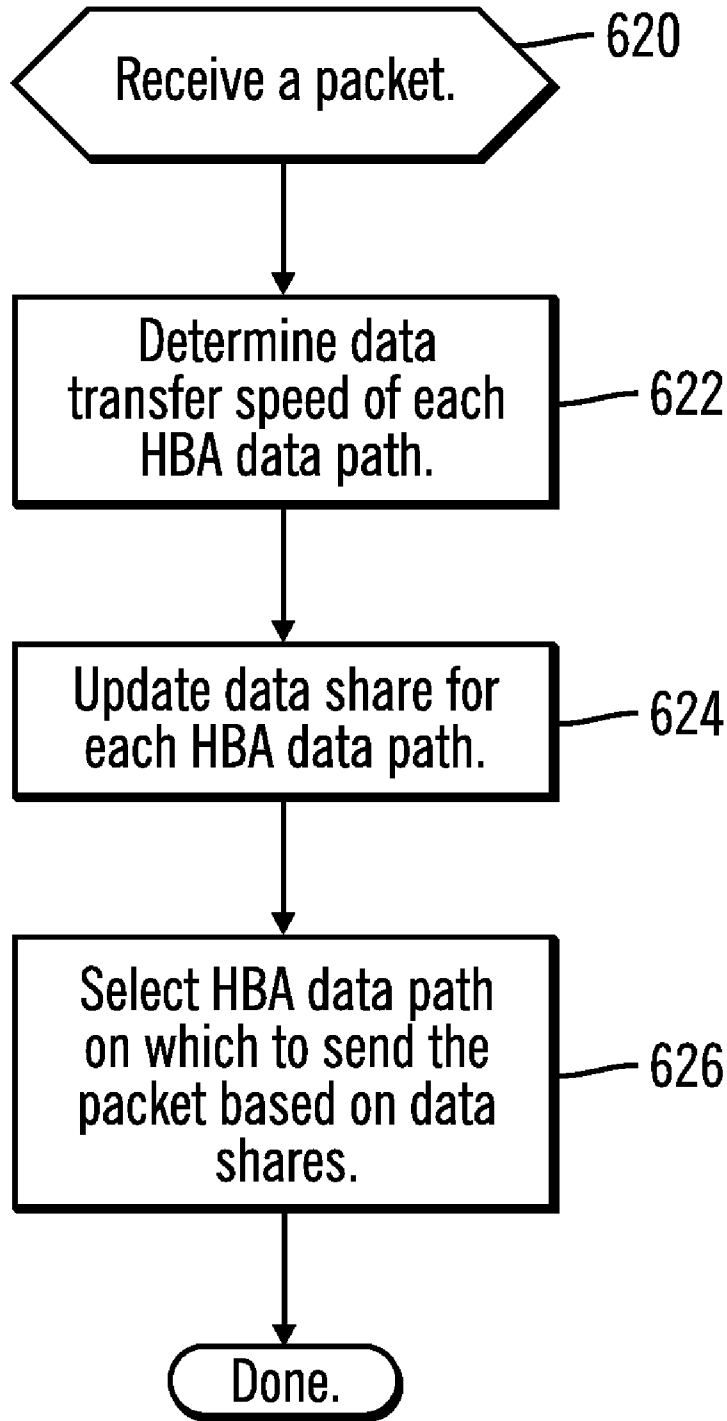 Receive a packet.
620
Determine data
transfer speed of each
HBA data path.
622
Update data share for
each HBA data path.
624
Select HBA data path
on which to send the
packet based on data
shares.
626
Done.